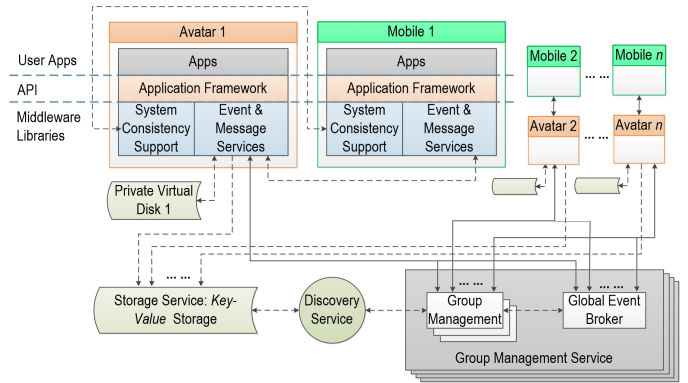 Avatar 1
Mobile 1
User Apps
API
Middleware
Libraries
Apps
Application Framework
System
Consistency
Support
Event &
Message
Services
Apps
Application Framework
System
Consistency
Support
Event &
Message
Services
Mobile 2
... ...
Mobile n
Avatar 2
... ...
Avatar n
Private Virtual
Disk 1
... ...
Storage Service: Key-
Value Storage
Discovery
Service
... ...
Group
Management
...
Global Event
Broker
Group Management Service